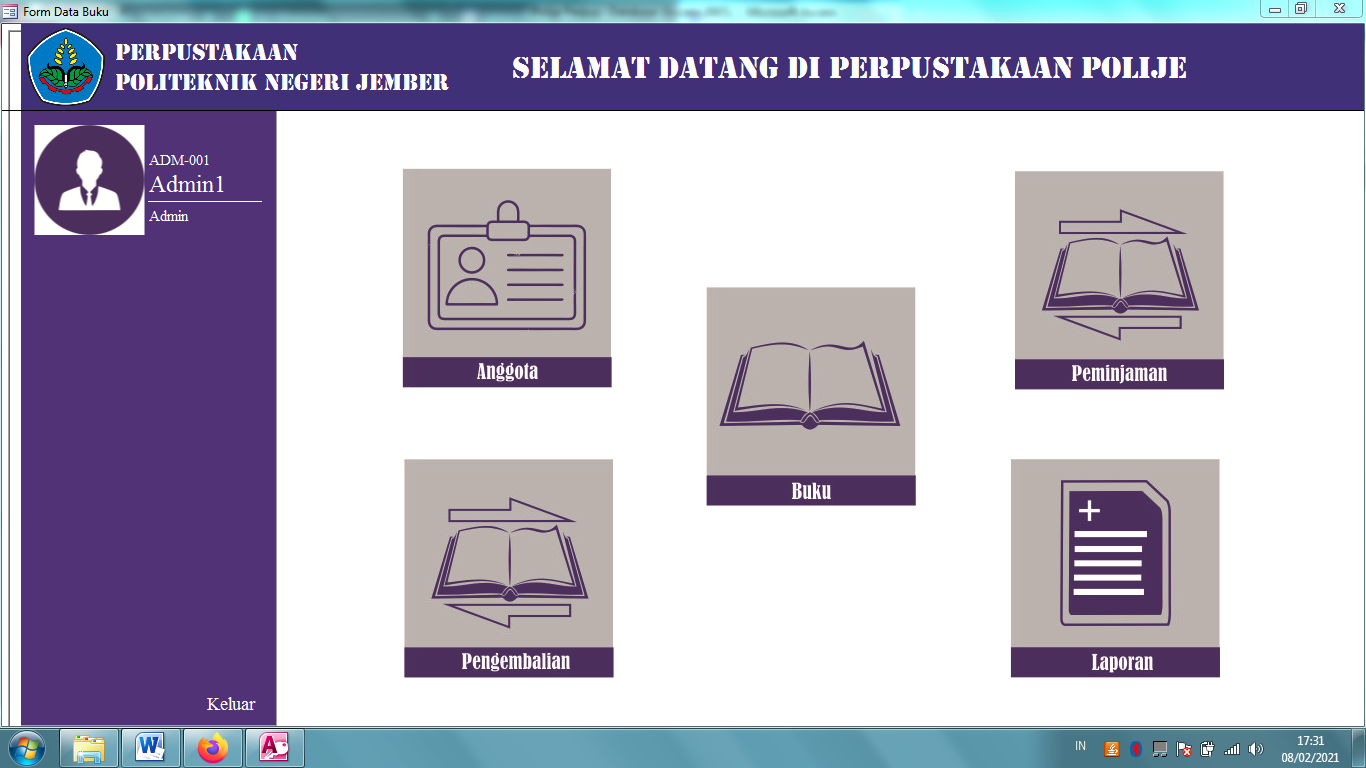 Form Data Buku
PERPUSTAKAAN
POLITEKNIK NEGERI JEMBER
SELAMAT DATANG DI PERPUSTAKAAN POLIJE
ADM-001
Admin1
Admin
Anggota
Peminjaman
Buku
Pengembalian
Laporan
Keluar
IN
17:31
08/02/2021